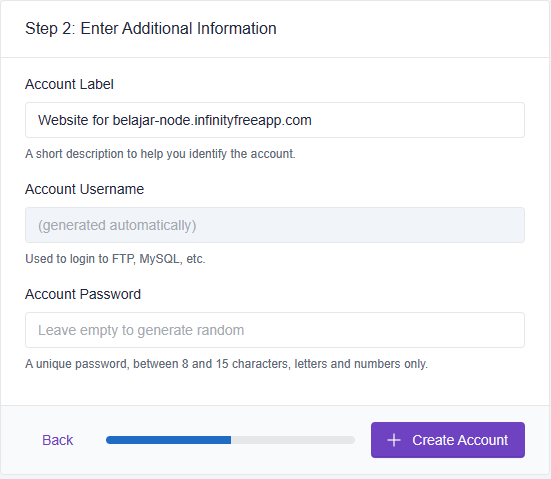 Step 2: Enter Additional Information
Account Label
Website for belajar-node.infinityfreeapp.com
A short description to help you identify the account.
Account Username
(generated automatically)
Used to login to FTP, MySQL, etc.
Account Password
Leave empty to generate random
A unique password, between 8 and 15 characters, letters and numbers only.
Back
Create Account